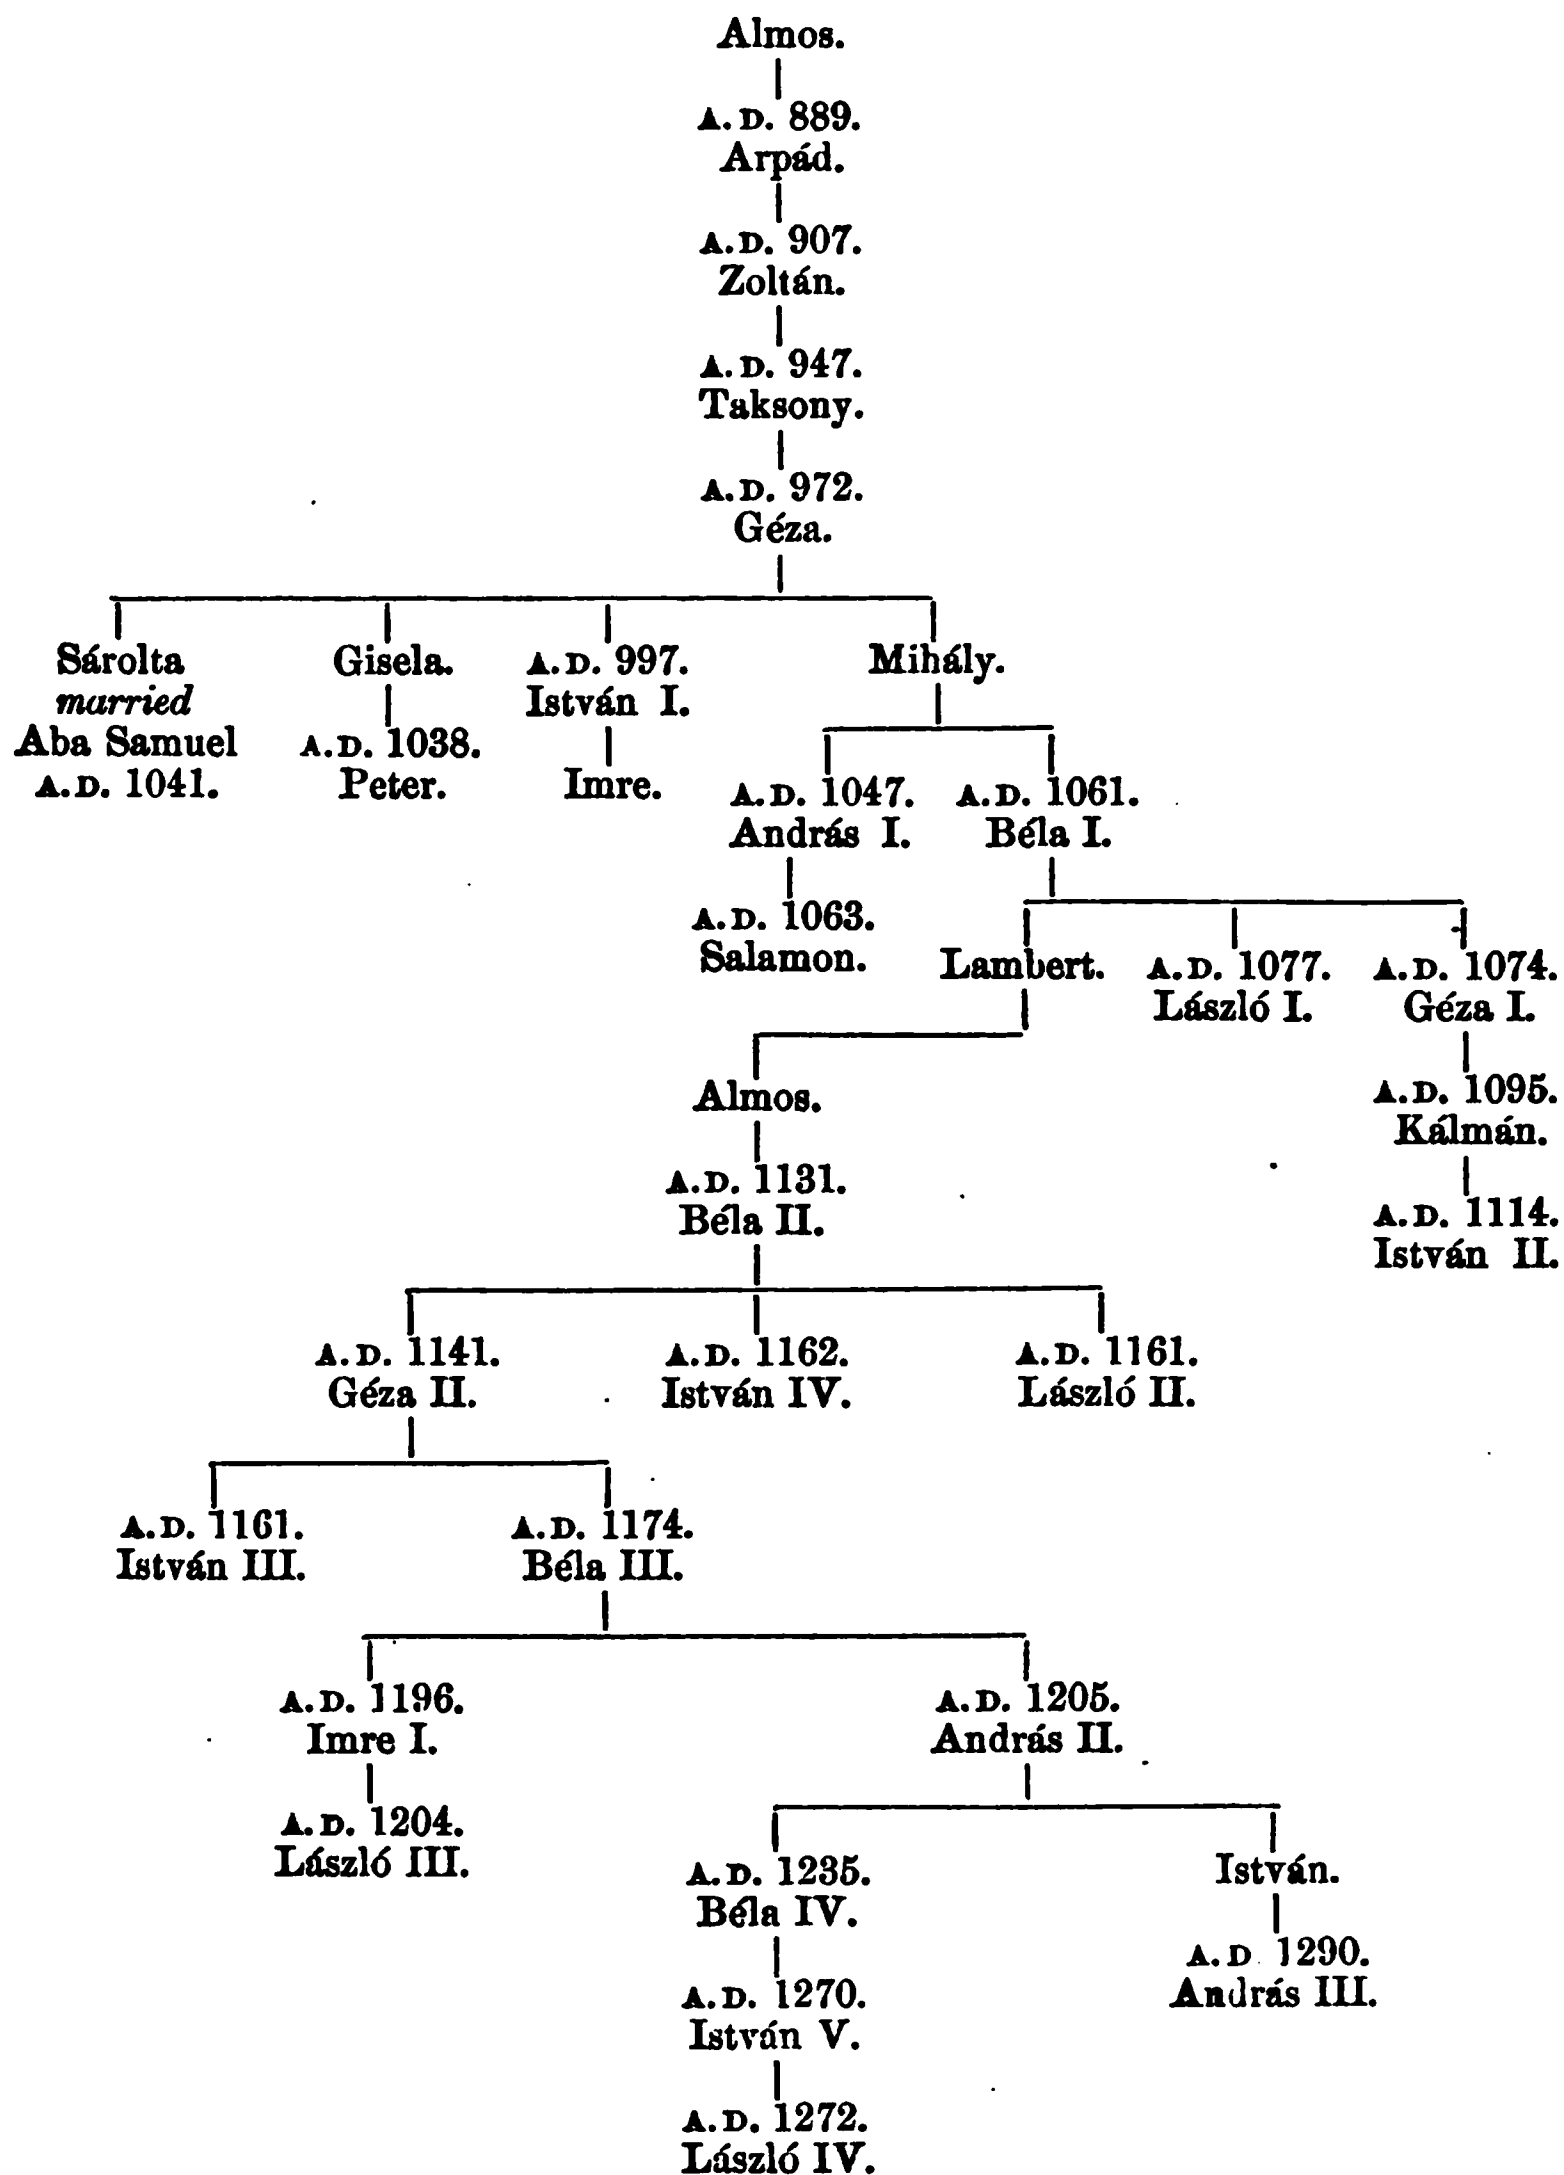 Almos.
A.D. 889.
Arpád.
A.D. 907.
Zoltán.
A.D. 947.
Taksony.
A.D. 972.
Géza.
Sárolta
married
Aba Samuel
A.D. 1041.
Gisela.
A.D. 1038.
Peter.
A.D. 997.
István I.
Imre.
Mihály.
A.D. 1047.
András I.
A.D. 1063.
Salamon.
A.D. 1061.
Béla I.
Lambert.
A.D. 1077.
László I.
A.D. 1074.
Géza I.
A.D. 1095.
Kálmán.
A.D. 1114.
István II.
Almos.
A.D. 1131.
Béla II.
A.D. 1141.
Géza II.
A.D. 1162.
István IV.
A.D. 1161.
László II.
A.D. 1161.
István III.
A.D. 1174.
Béla III.
A.D. 1196.
Imre I.
A.D. 1204.
László III.
A.D. 1205.
András II.
A.D. 1235.
Béla IV.
A.D. 1270.
István V.
A.D. 1272.
László IV.
István.
A.D. 1290.
András III.